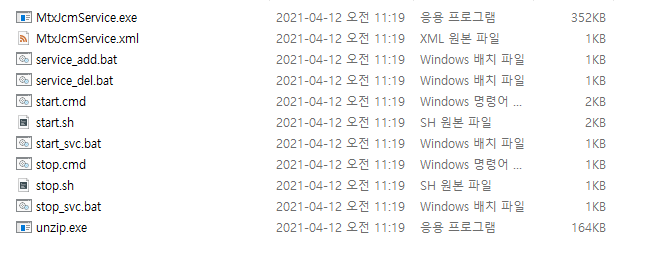 MtxJcmService.exe 2021-04-12 오전 11:19 응용 프로그램 352KB
MtxJcmService.xml 2021-04-12 오전 11:19 XML 원본 파일 1KB
service_add.bat 2021-04-12 오전 11:19 Windows 배치 파일 1KB
service_del.bat 2021-04-12 오전 11:19 Windows 배치 파일 1KB
start.cmd 2021-04-12 오전 11:19 Windows 명령어 ... 2KB
start.sh 2021-04-12 오전 11:19 SH 원본 파일 2KB
start_svc.bat 2021-04-12 오전 11:19 Windows 배치 파일 1KB
stop.cmd 2021-04-12 오전 11:19 Windows 명령어 ... 1KB
stop.sh 2021-04-12 오전 11:19 SH 원본 파일 1KB
stop_svc.bat 2021-04-12 오전 11:19 Windows 배치 파일 1KB
unzip.exe 2021-04-12 오전 11:19 응용 프로그램 164KB